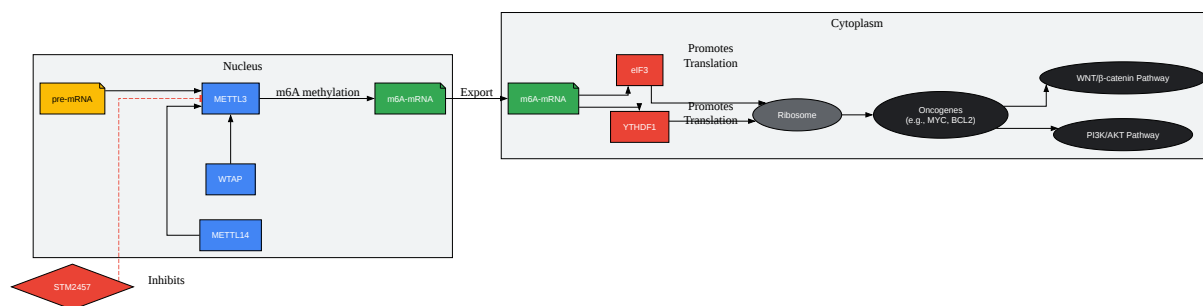 Cytoplasm
Nucleus
pre-mRNA
METTL3
m6A methylation
m6A-mRNA
Export
m6A-mRNA
eIF3
Promotes
Translation
YTHDF1
Promotes
Translation
Ribosome
Oncogenes
(e.g., MYC, BCL2)
WNT/β-catenin Pathway
PI3K/AKT Pathway
WTAP
METTL14
STM2457
Inhibits